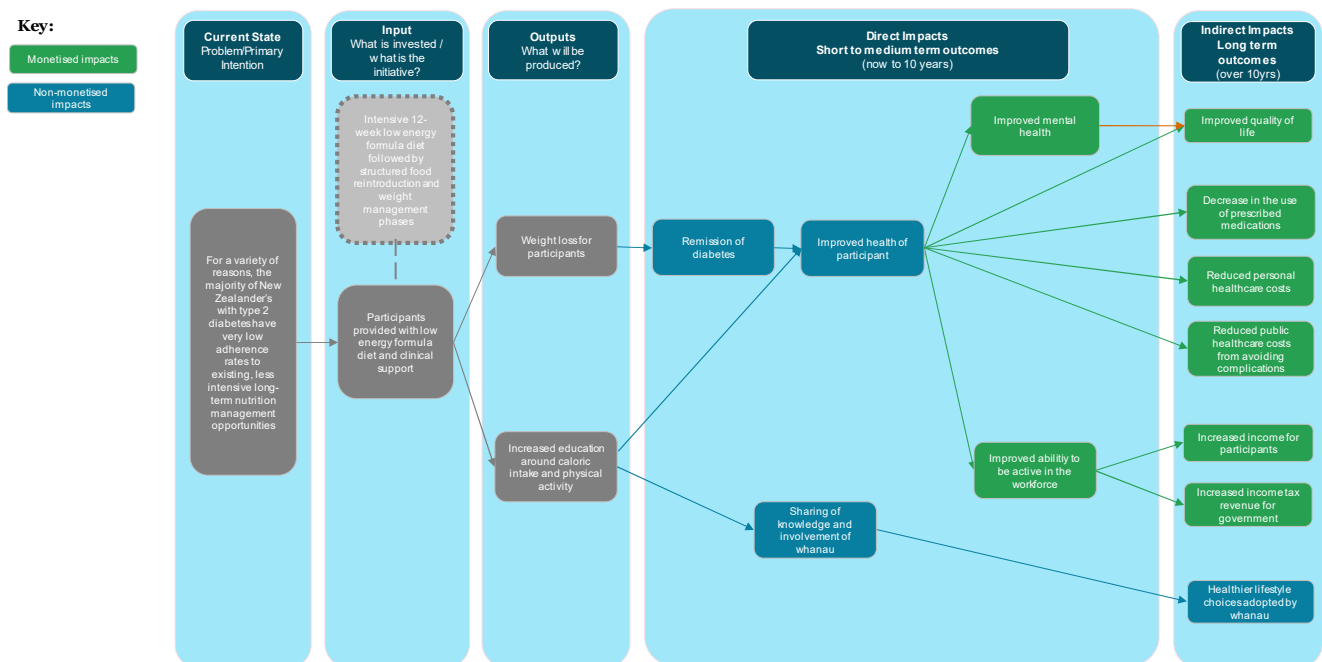 Key:
Monetised impacts
Non-monetised
impacts
Current State
Problem/Primary
Intention
Input
What is invested /
what is the
initiative?
Outputs
What will be
produced?
Direct Impacts
Short to medium term outcomes
(now to 10 years)
Indirect Impacts
Long term
outcomes
(over 10yrs)
For a variety of
reasons, the
majority of New
Zealander's
with type 2
diabetes have
very low
adherence
rates to
existing, less
intensive long-
term nutrition
management
opportunities
Intensive 12-
week low energy
formula diet
followed by
structured food
reintroduction and
weight
management
phases
Participants
provided with low
energy formula
diet and clinical
support
Weight loss for
participants
Increased education
around caloric
intake and physical
activity
Remission of
diabetes
Improved health of
participant
Sharing of
knowledge and
involvement of
whanau
Improved mental
health
Improved abilitiy to
be active in the
workforce
Improved quality of
life
Decrease in the use
of prescribed
medications
Reduced personal
healthcare costs
Reduced public
healthcare costs
from avoiding
complications
Increased income for
participants
Increased income tax
revenue for
government
Healthier lifestyle
choices adopted by
whanau